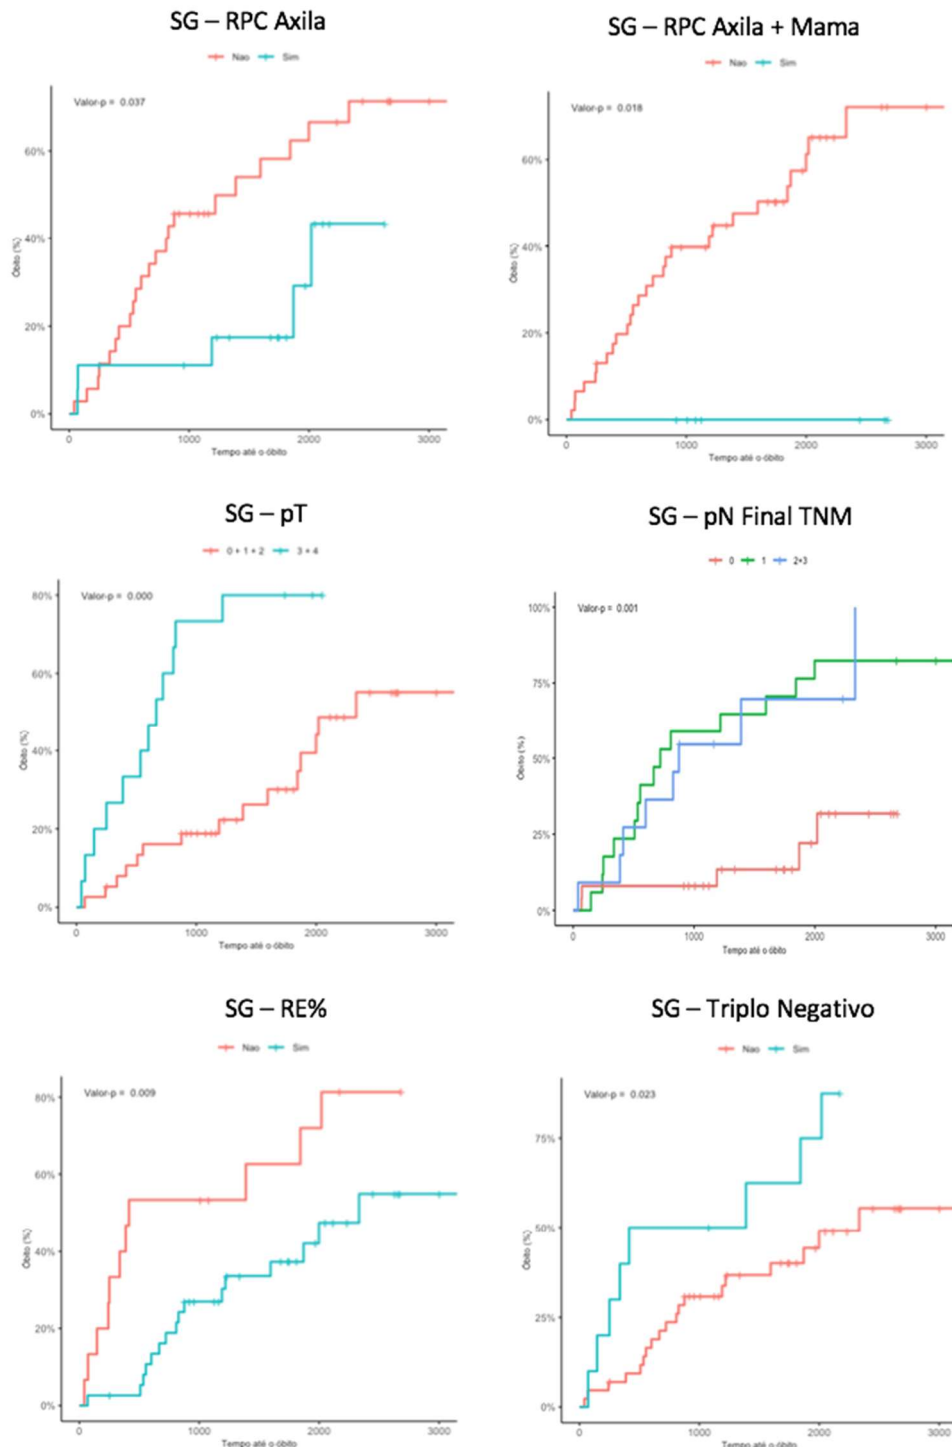 SG – RPC Axila
Nao Sim
Valor-p = 0.037
60%
40%
20%
0%
Óbito (%)
0 1000 2000 3000
Tempo até o óbito
SG – RPC Axila + Mama
Nao Sim
Valor-p = 0.018
60%
40%
20%
0%
Óbito (%)
0 1000 2000 3000
Tempo até o óbito
SG – pT
0 + 1 + 2 3 + 4
Valor-p = 0.000
80%
60%
40%
20%
0%
Óbito (%)
0 1000 2000 3000
Tempo até o óbito
SG – pN Final TNM
0 1 2+3
Valor-p = 0.001
100%
75%
50%
25%
0%
Óbito (%)
0 1000 2000 3000
Tempo até o óbito
SG – RE%
Nao Sim
Valor-p = 0.009
80%
60%
40%
20%
0%
Óbito (%)
0 1000 2000 3000
Tempo até o óbito
SG – Triplo Negativo
Nao Sim
Valor-p = 0.023
75%
50%
25%
0%
Óbito (%)
0 1000 2000 3000
Tempo até o óbito